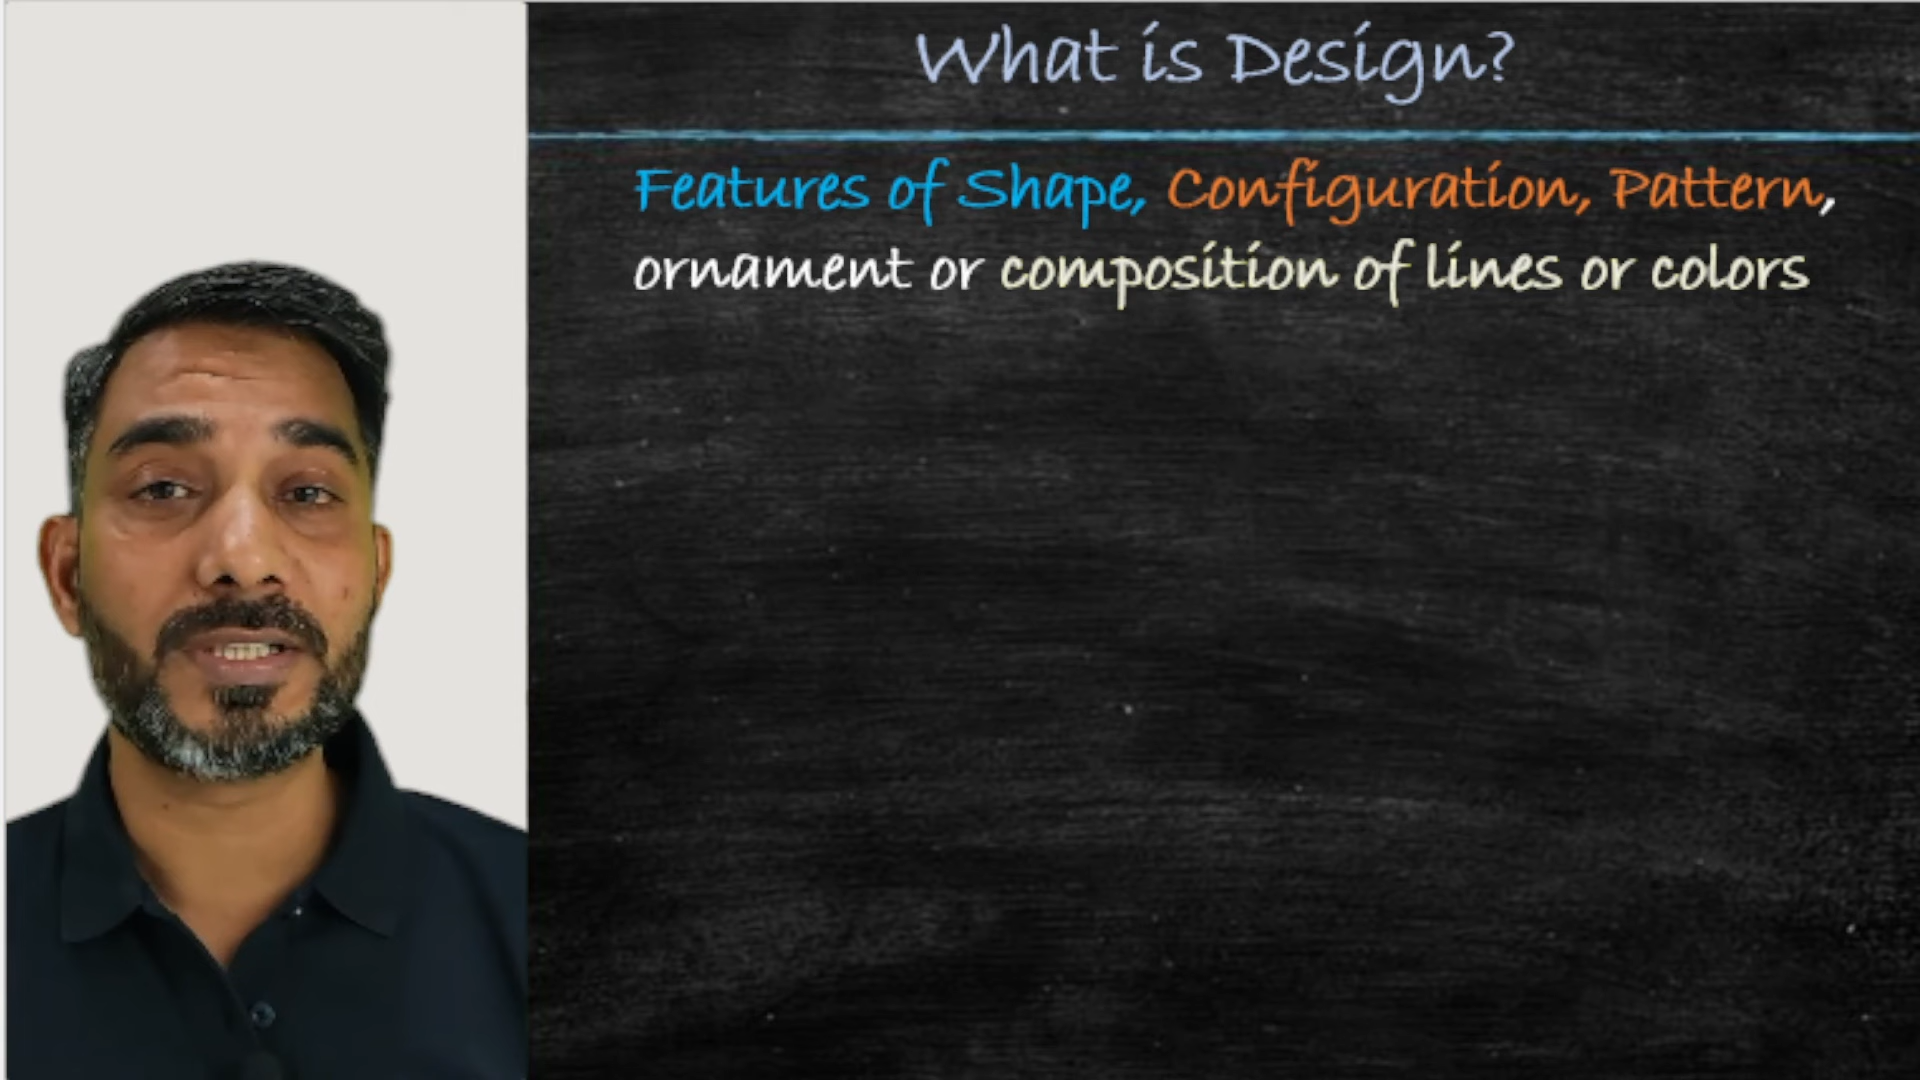 What is Design?
Features of Shape, Configuration, Pattern,
ornament or composition of lines or colors